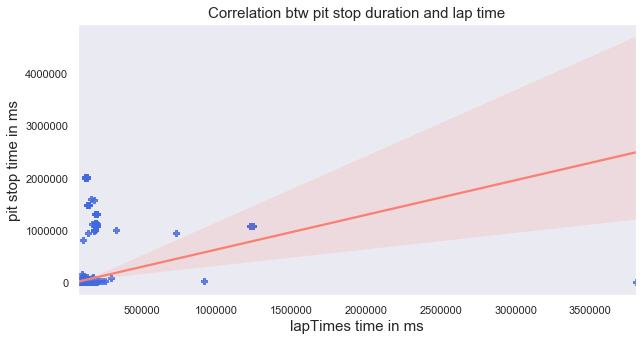 Correlation btw pit stop duration and lap time
pit stop time in ms
4000000
3000000
2000000
1000000
0
500000 1000000 1500000 2000000 2500000 3000000 3500000
lapTimes time in ms